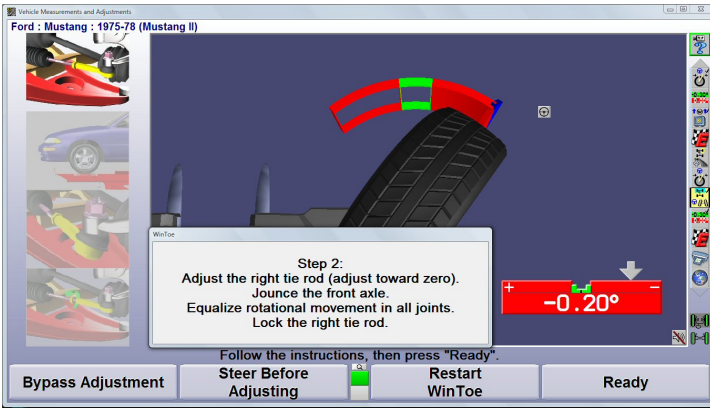 Vehicle Measurements and Adjustments
Ford : Mustang : 1975-78 (Mustang II)
WinToe
Step 2:
Adjust the right tie rod (adjust toward zero).
Jounce the front axle.
Equalize rotational movement in all joints.
Lock the right tie rod.
+
−
-0.20°
Follow the instructions, then press "Ready".
Bypass Adjustment
Steer Before
Adjusting
Restart
WinToe
Ready